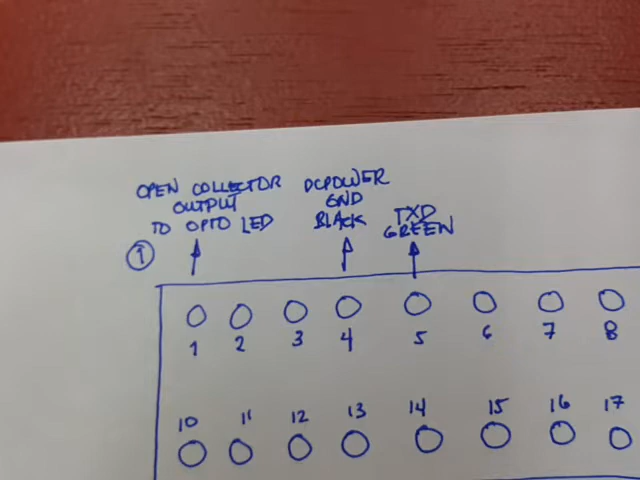 OPEN COLLECTOR
OUTPUT
TO OPTO LED
DCPOWER
GND
BLACK
TXD
GREEN
1
1 2 3 4 5 6 7 8
10 11 12 13 14 15 16 17